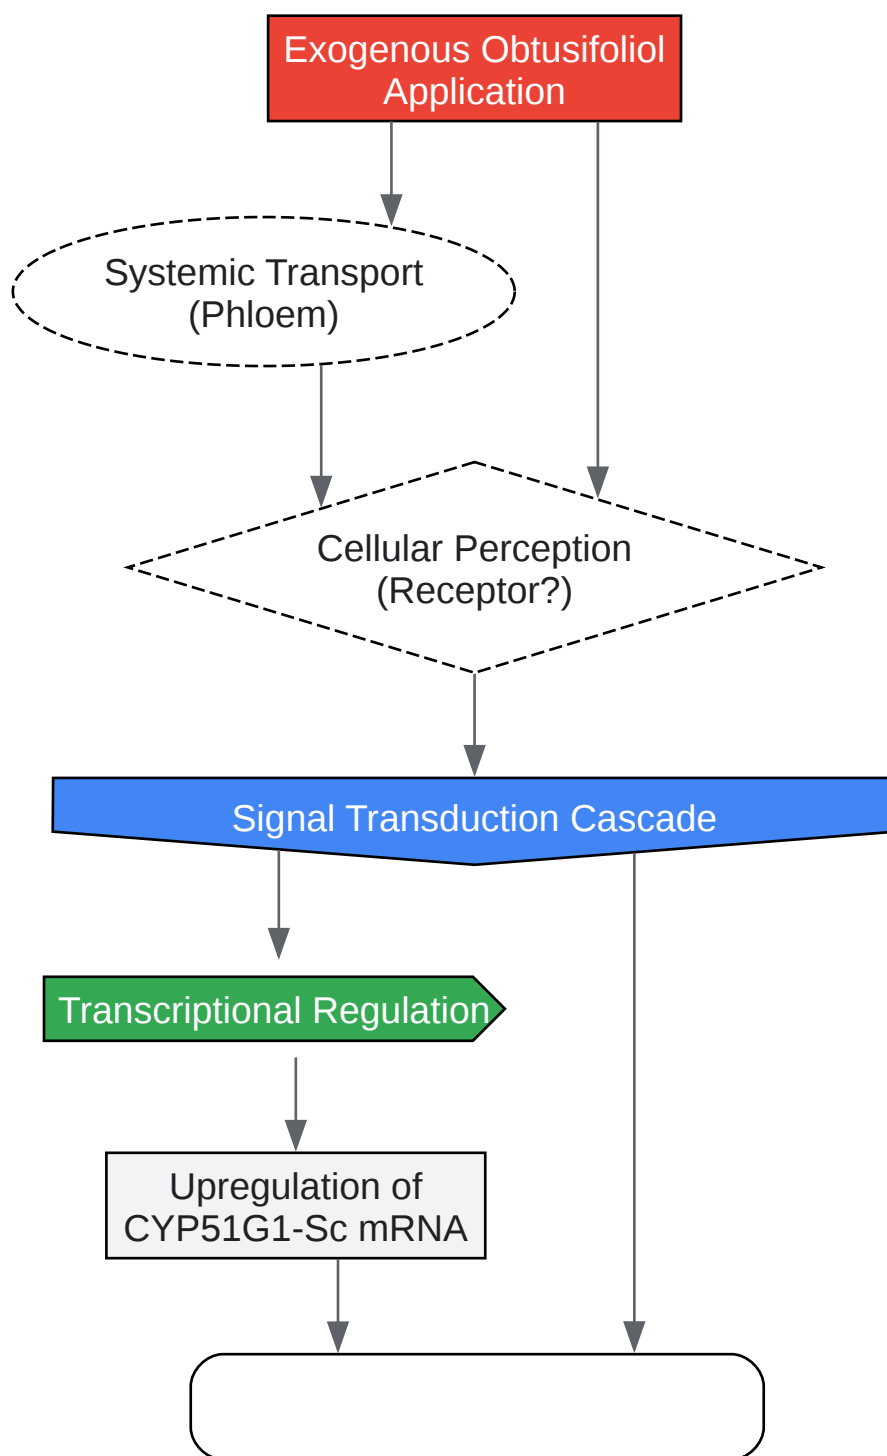 Exogenous Obtusifoliol
Application
Systemic Transport
(Phloem)
Cellular Perception
(Receptor?)
Signal Transduction Cascade
Transcriptional Regulation
Upregulation of
CYP51G1-Sc mRNA